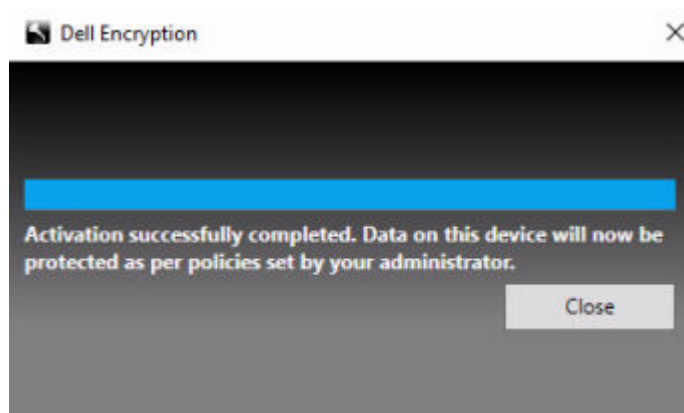 Dell Encryption
Activation successfully completed. Data on this device will now be
protected as per policies set by your administrator.
Close